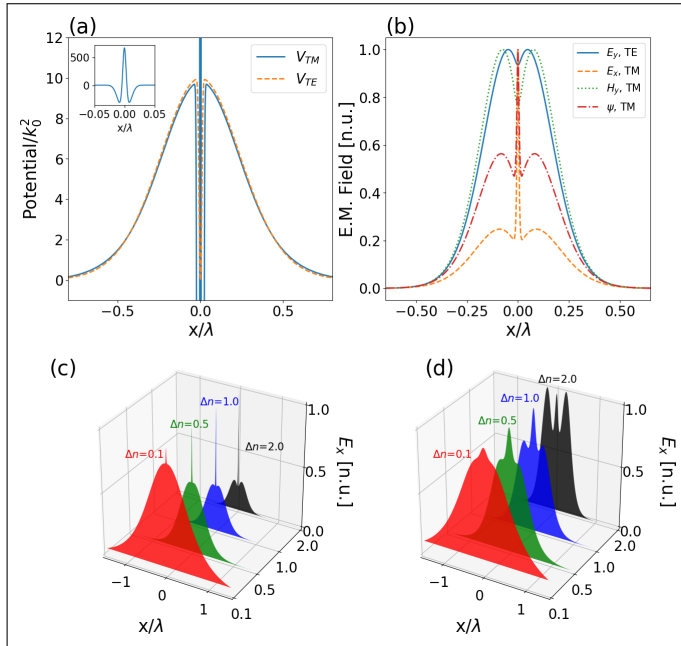 (a)
12
10
8
6
4
2
0
Potential/k₀²
−0.5
0.0
0.5
x/λ
V_TM
V_TE
500
0
−0.05
0.00
0.05
x/λ
(b)
1.0
0.8
0.6
0.4
0.2
0.0
E.M. Field [n.u.]
−0.50
−0.25
0.00
0.25
0.50
x/λ
E_y, TE
E_x, TM
H_y, TM
ψ, TM
(c)
Δn=0.1
Δn=0.5
Δn=1.0
Δn=2.0
1.0
0.5
0.0
E_x [n.u.]
2.0
1.0
0.5
0.1
−1
0
1
x/λ
(d)
Δn=0.1
Δn=0.5
Δn=1.0
Δn=2.0
1.0
0.5
0.0
E_x [n.u.]
2.0
1.0
0.5
0.1
−1
0
1
x/λ